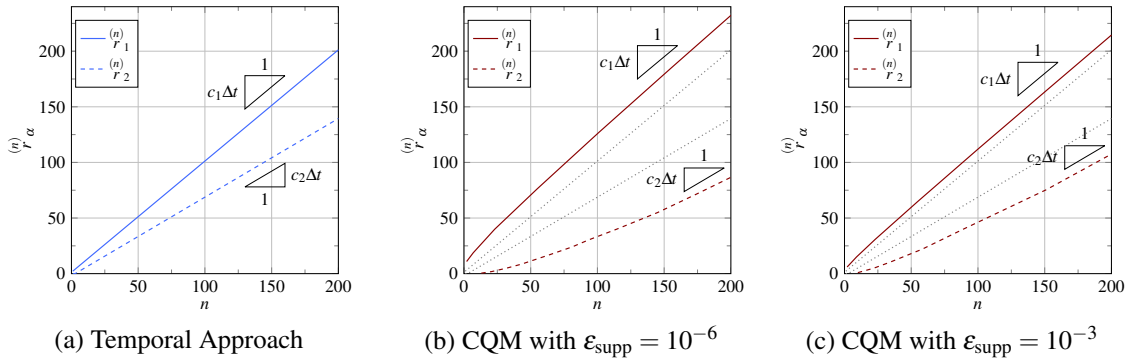 (n)
r 1
(n)
r 2
1
c₁Δt
c₂Δt
1
(n)
r α
0
50
100
150
200
0 50 100 150 200
n
(a) Temporal Approach
(n)
r 1
(n)
r 2
1
c₁Δt
1
c₂Δt
0
50
100
150
200
0 50 100 150 200
n
(n)
r α
(b) CQM with ε_supp = 10⁻⁶
(n)
r 1
(n)
r 2
1
c₁Δt
1
c₂Δt
0
50
100
150
200
0 50 100 150 200
n
(n)
r α
(c) CQM with ε_supp = 10⁻³